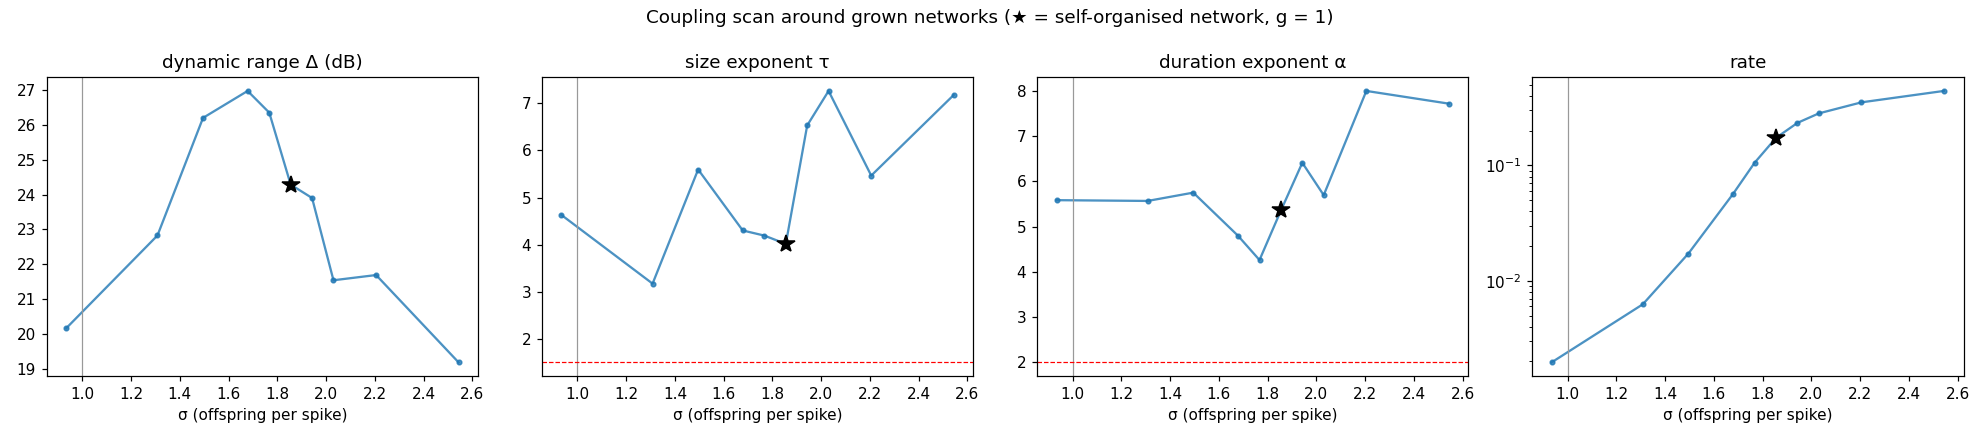 Coupling scan around grown networks (★ = self-organised network, g = 1)
dynamic range Δ (dB)
27
26
25
24
23
22
21
20
19
1.0 1.2 1.4 1.6 1.8 2.0 2.2 2.4 2.6
σ (offspring per spike)
size exponent τ
7
6
5
4
3
2
1.0 1.2 1.4 1.6 1.8 2.0 2.2 2.4 2.6
σ (offspring per spike)
duration exponent α
8
7
6
5
4
3
2
1.0 1.2 1.4 1.6 1.8 2.0 2.2 2.4 2.6
σ (offspring per spike)
rate
10⁻¹
10⁻²
1.0 1.2 1.4 1.6 1.8 2.0 2.2 2.4 2.6
σ (offspring per spike)